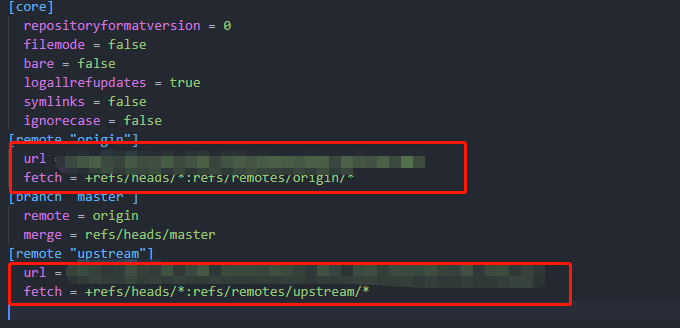 [core]
repositoryformatversion = 0
filemode = false
bare = false
logallrefupdates = true
symlinks = false
ignorecase = false
[remote "origin"]
url
fetch = +refs/heads/*:refs/remotes/origin/*
[branch "master"]
remote = origin
merge = refs/heads/master
[remote "upstream"]
url =
fetch = +refs/heads/*:refs/remotes/upstream/*